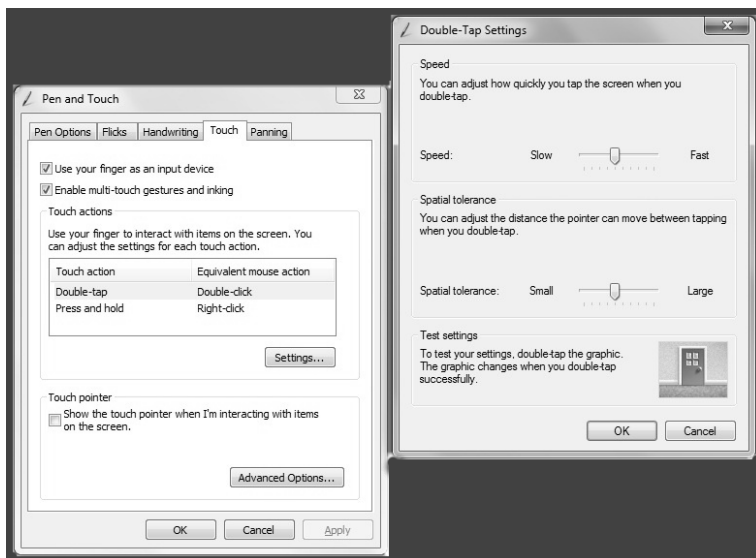 Pen and Touch
Pen Options Flicks Handwriting Touch Panning
Use your finger as an input device
Enable multi-touch gestures and inking
Touch actions
Use your finger to interact with items on the screen. You
can adjust the settings for each touch action.
Touch action Equivalent mouse action
Double-tap Double-click
Press and hold Right-click
Settings...
Touch pointer
Show the touch pointer when I'm interacting with items
on the screen.
Advanced Options...
OK Cancel Apply
Double-Tap Settings
Speed
You can adjust how quickly you tap the screen when you
double-tap.
Speed: Slow Fast
Spatial tolerance
You can adjust the distance the pointer can move between tapping
when you double-tap.
Spatial tolerance: Small Large
Test settings
To test your settings, double-tap the graphic.
The graphic changes when you double-tap
successfully.
OK Cancel